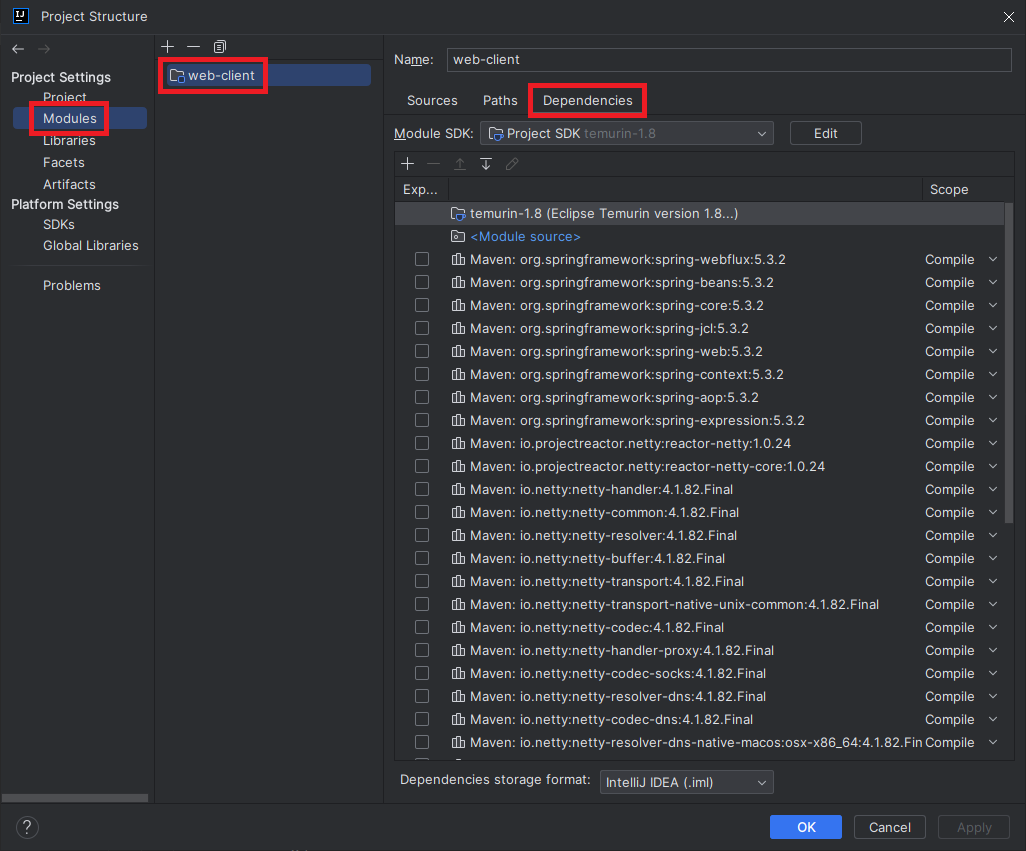 Project Structure
Project Settings
Project
Modules
Libraries
Facets
Artifacts
Platform Settings
SDKs
Global Libraries
Problems
web-client
Name: web-client
Sources Paths Dependencies
Module SDK: Project SDK temurin-1.8 Edit
Exp... Scope
temurin-1.8 (Eclipse Temurin version 1.8...)
<Module source>
Maven: org.springframework:spring-webflux:5.3.2 Compile
Maven: org.springframework:spring-beans:5.3.2 Compile
Maven: org.springframework:spring-core:5.3.2 Compile
Maven: org.springframework:spring-jcl:5.3.2 Compile
Maven: org.springframework:spring-web:5.3.2 Compile
Maven: org.springframework:spring-context:5.3.2 Compile
Maven: org.springframework:spring-aop:5.3.2 Compile
Maven: org.springframework:spring-expression:5.3.2 Compile
Maven: io.projectreactor.netty:reactor-netty:1.0.24 Compile
Maven: io.projectreactor.netty:reactor-netty-core:1.0.24 Compile
Maven: io.netty:netty-handler:4.1.82.Final Compile
Maven: io.netty:netty-common:4.1.82.Final Compile
Maven: io.netty:netty-resolver:4.1.82.Final Compile
Maven: io.netty:netty-buffer:4.1.82.Final Compile
Maven: io.netty:netty-transport:4.1.82.Final Compile
Maven: io.netty:netty-transport-native-unix-common:4.1.82.Final Compile
Maven: io.netty:netty-codec:4.1.82.Final Compile
Maven: io.netty:netty-handler-proxy:4.1.82.Final Compile
Maven: io.netty:netty-codec-socks:4.1.82.Final Compile
Maven: io.netty:netty-resolver-dns:4.1.82.Final Compile
Maven: io.netty:netty-codec-dns:4.1.82.Final Compile
Maven: io.netty:netty-resolver-dns-native-macos:osx-x86_64:4.1.82.Fin Compile
Dependencies storage format: IntelliJ IDEA (.iml)
? OK Cancel Apply